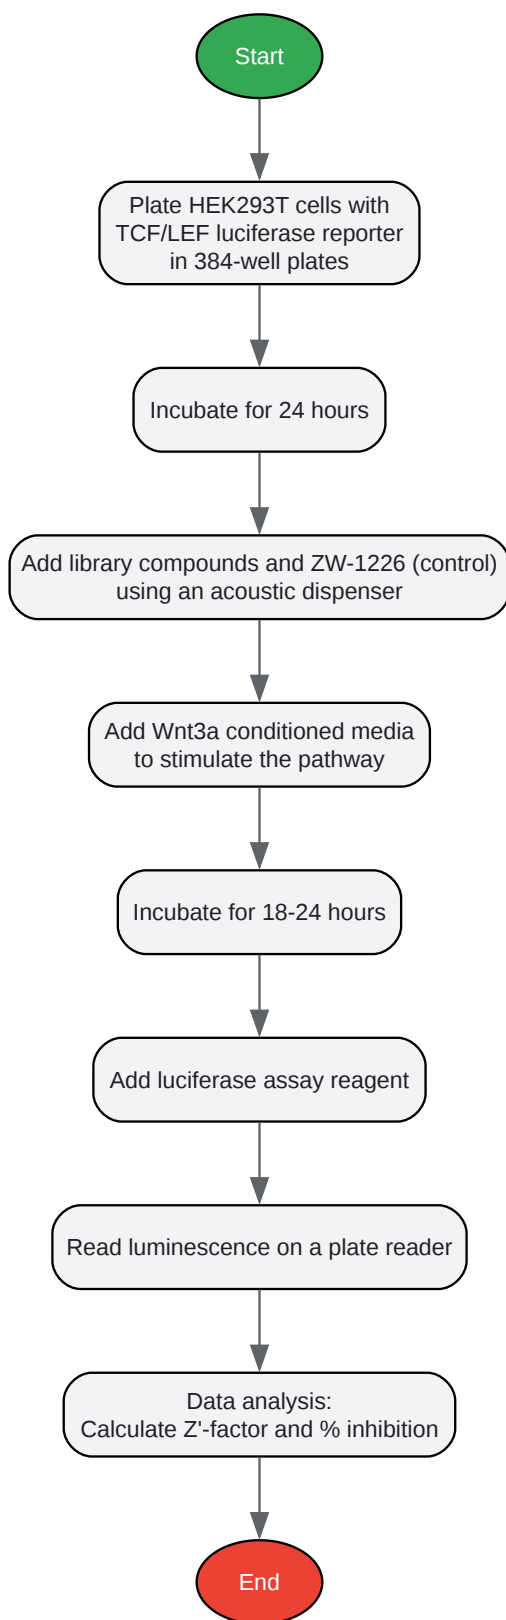 Start
Plate HEK293T cells with
TCF/LEF luciferase reporter
in 384-well plates
Incubate for 24 hours
Add library compounds and ZW-1226 (control)
using an acoustic dispenser
Add Wnt3a conditioned media
to stimulate the pathway
Incubate for 18-24 hours
Add luciferase assay reagent
Read luminescence on a plate reader
Data analysis:
Calculate Z'-factor and % inhibition
End